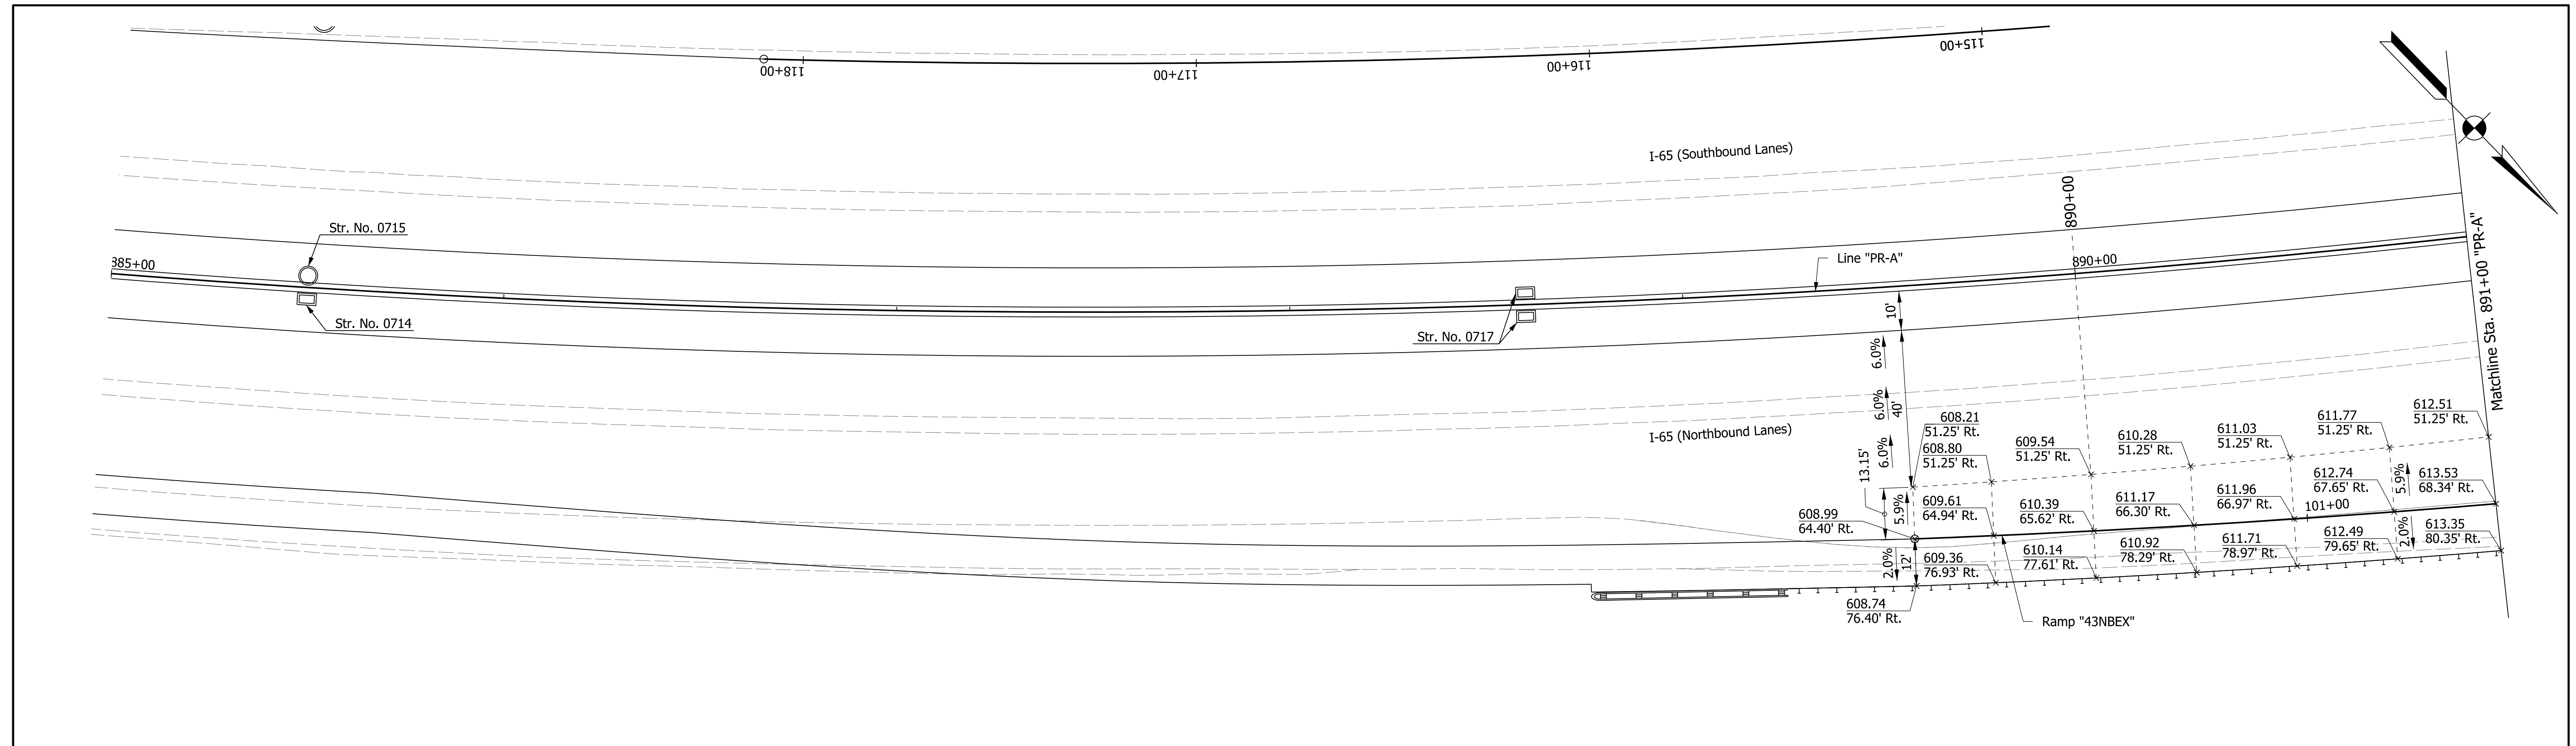 118+00
117+00
116+00
115+00
I-65 (Southbound Lanes)
890+00
Str. No. 0715
385+00
Line "PR-A"
890+00
Matchline Sta. 891+00 "PR-A"
Str. No. 0714
Str. No. 0717
10'
6.0%
6.0%
40'
6.0%
13.15'
5.9%
I-65 (Northbound Lanes)
608.21
51.25' Rt.
608.80
51.25' Rt.
609.54
51.25' Rt.
610.28
51.25' Rt.
611.03
51.25' Rt.
611.77
51.25' Rt.
612.51
51.25' Rt.
608.99
64.40' Rt.
609.61
64.94' Rt.
610.39
65.62' Rt.
611.17
66.30' Rt.
611.96
66.97' Rt.
612.74
67.65' Rt.
5.9%
613.53
68.34' Rt.
101+00
2.0%
12'
609.36
76.93' Rt.
610.14
77.61' Rt.
610.92
78.29' Rt.
611.71
78.97' Rt.
612.49
79.65' Rt.
2.0%
613.35
80.35' Rt.
608.74
76.40' Rt.
Ramp "43NBEX"